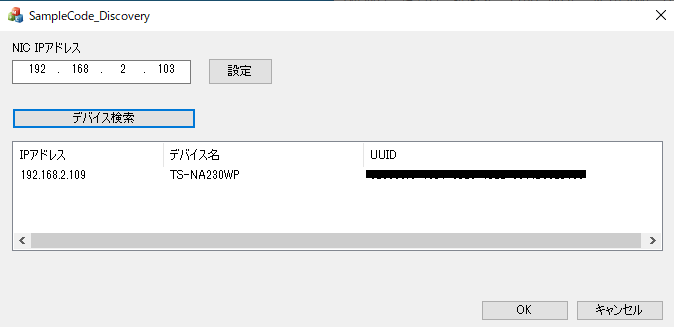 SampleCode_Discovery
NIC IPアドレス
192 . 168 . 2 . 103
設定
デバイス検索
IPアドレス デバイス名 UUID
192.168.2.109 TS-NA230WP
OK キャンセル